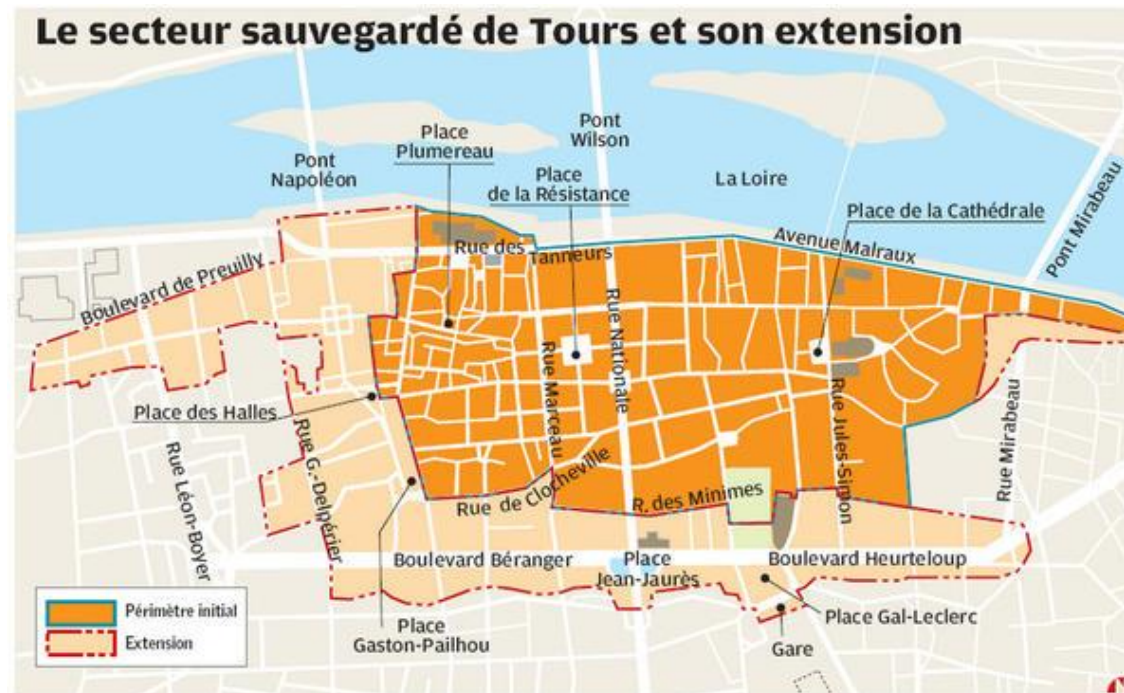 Le secteur sauvegardé de Tours et son extension
Pont
Wilson
Place
Plumereau
Pont
Napoléon
Place
de la Résistance
La Loire
Place de la Cathédrale
Pont Mirabeau
Avenue Malraux
Rue des Tanneurs
Boulevard de Preuilly
Rue Nationale
Rue Marceau
Rue Jules-Simon
Rue Mirabeau
Place des Halles
Rue G.-Delpérier
Rue Léon-Boyer
Rue de Clocheville
R. des Minimes
Boulevard Béranger
Place
Jean-Jaurès
Boulevard Heurteloup
Place Gal-Leclerc
Place
Gaston-Pailhou
Gare
Périmètre initial
Extension